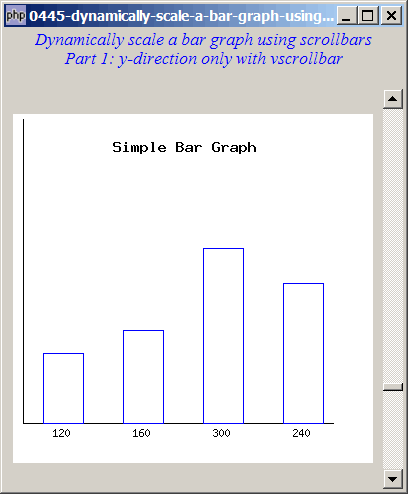 php 0445-dynamically-scale-a-bar-graph-using...
Dynamically scale a bar graph using scrollbars
Part 1: y-direction only with vscrollbar
Simple Bar Graph
120 160 300 240